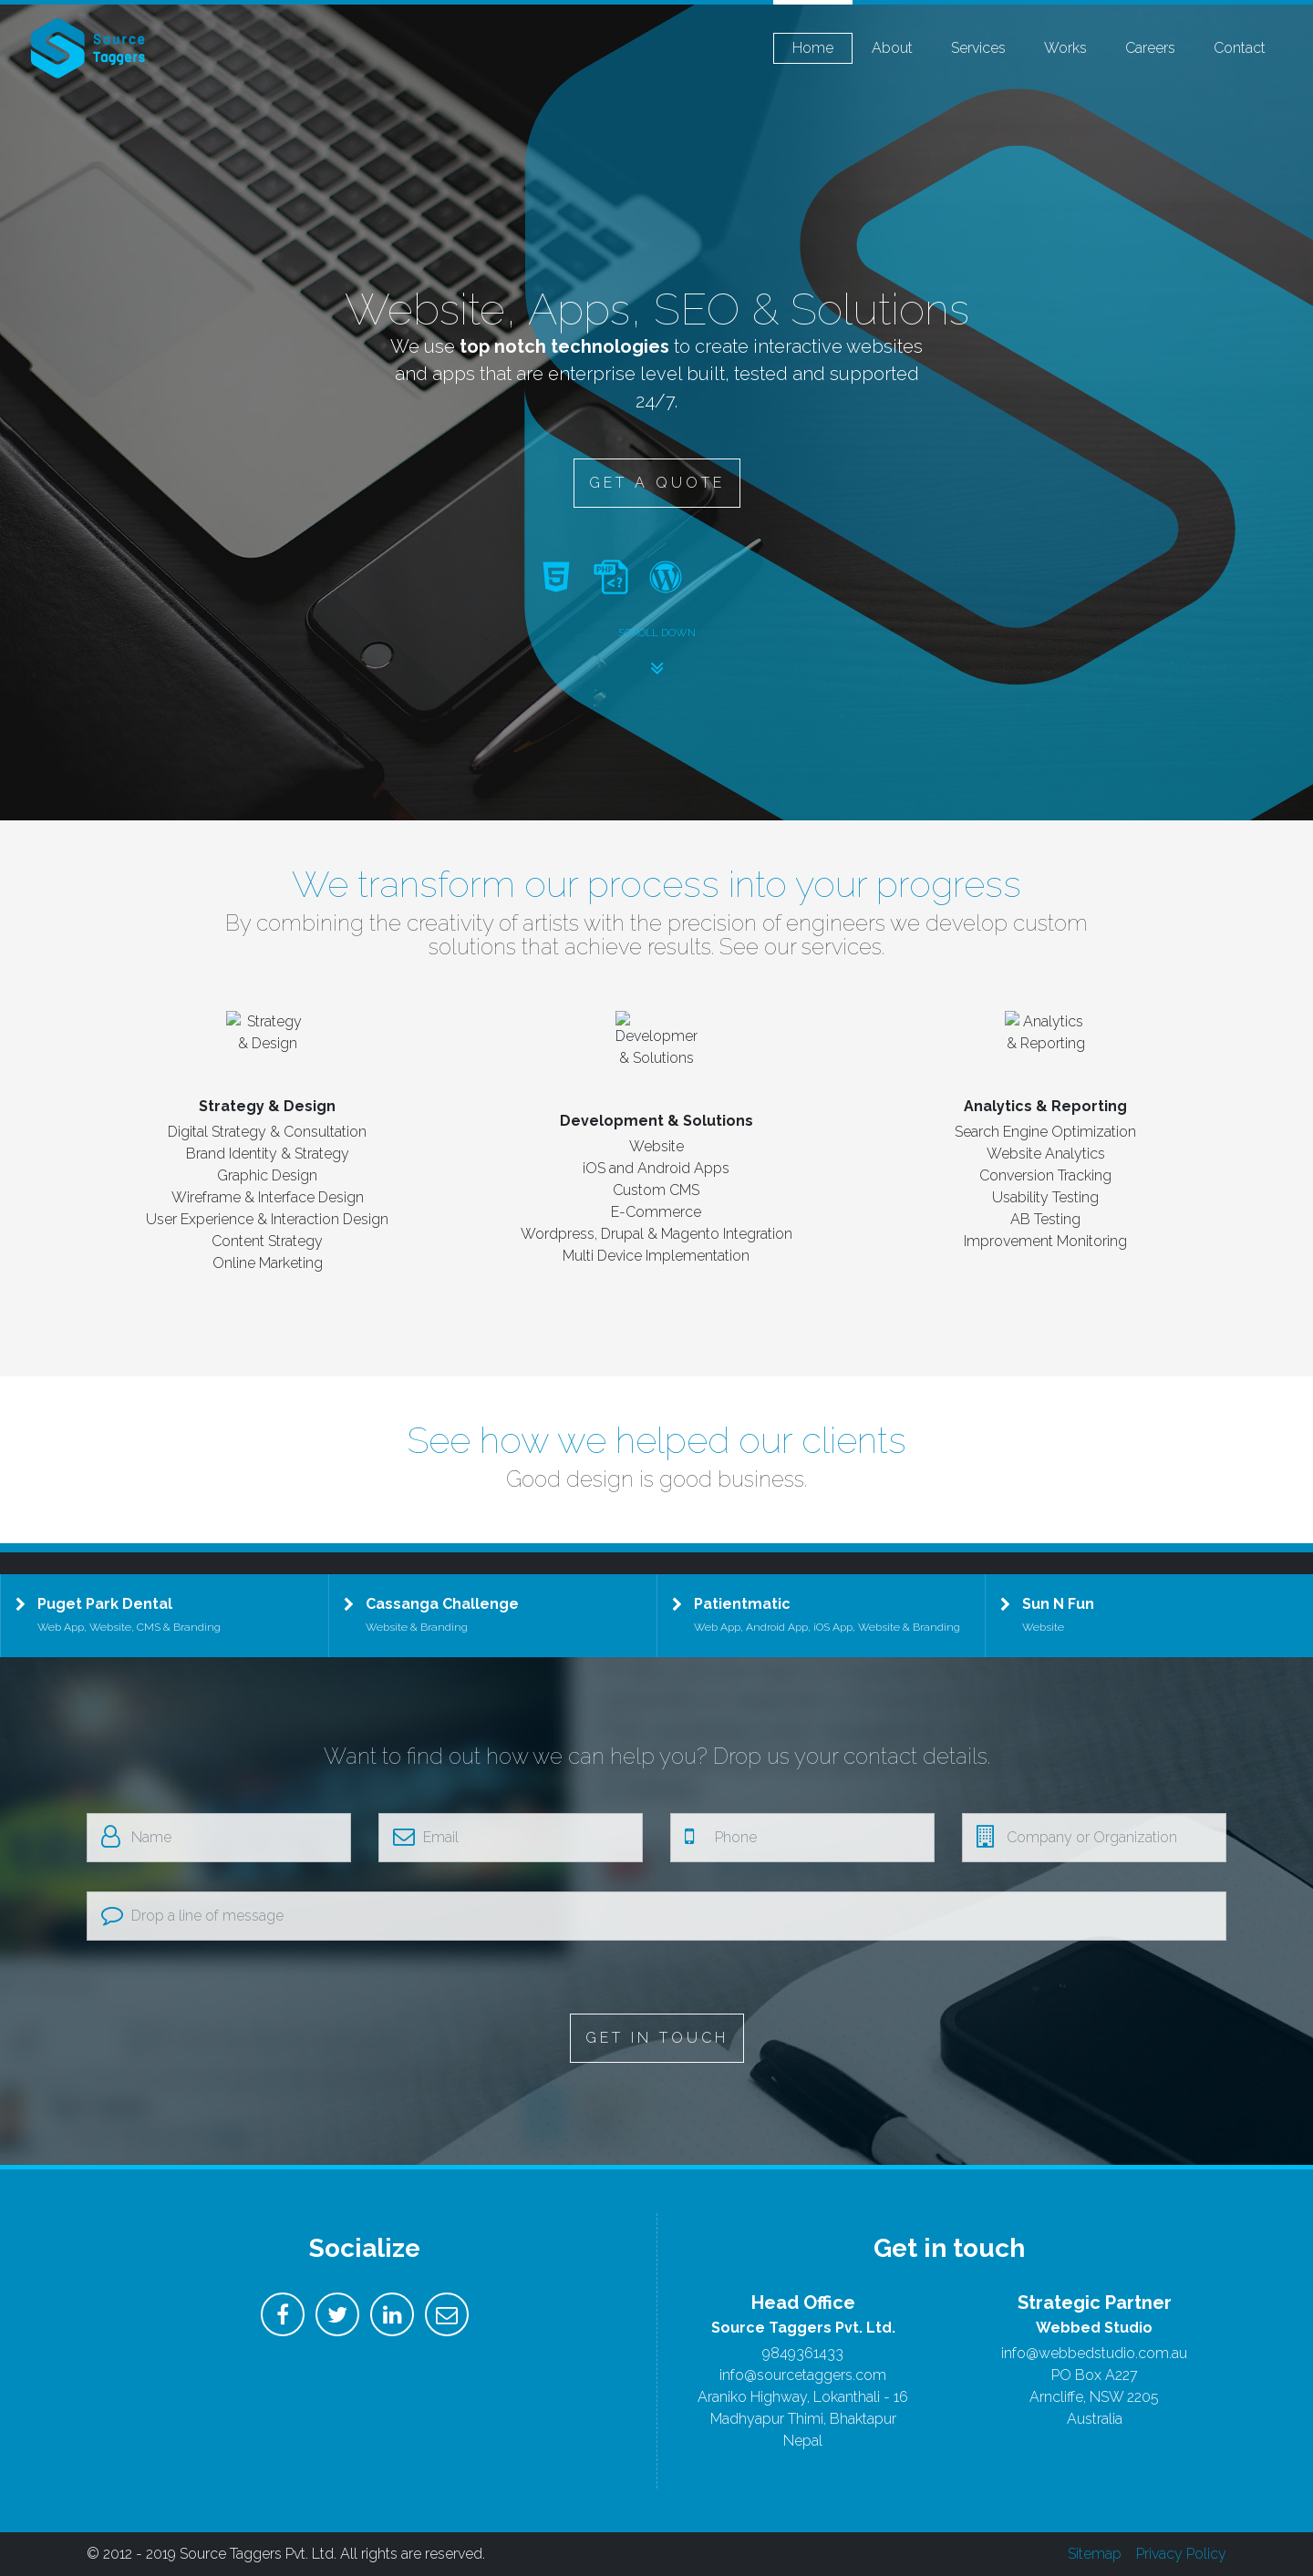 Source
Taggers
Home
About
Services
Works
Careers
Contact
Website, Apps, SEO & Solutions
We use top notch technologies to create interactive websites
and apps that are enterprise level built, tested and supported
24/7.
GET A QUOTE
5
PHP
<?
W
SCROLL DOWN
We transform our process into your progress
By combining the creativity of artists with the precision of engineers we develop custom
solutions that achieve results. See our services.
Strategy
& Design
Strategy & Design
Digital Strategy & Consultation
Brand Identity & Strategy
Graphic Design
Wireframe & Interface Design
User Experience & Interaction Design
Content Strategy
Online Marketing
Developmer
& Solutions
Development & Solutions
Website
iOS and Android Apps
Custom CMS
E-Commerce
Wordpress, Drupal & Magento Integration
Multi Device Implementation
Analytics
& Reporting
Analytics & Reporting
Search Engine Optimization
Website Analytics
Conversion Tracking
Usability Testing
AB Testing
Improvement Monitoring
See how we helped our clients
Good design is good business.
Puget Park Dental
Web App, Website, CMS & Branding
Cassanga Challenge
Website & Branding
Patientmatic
Web App, Android App, iOS App, Website & Branding
Sun N Fun
Website
Want to find out how we can help you? Drop us your contact details.
Name
Email
Phone
Company or Organization
Drop a line of message
GET IN TOUCH
Socialize
Get in touch
Head Office
Source Taggers Pvt. Ltd.
9849361433
info@sourcetaggers.com
Araniko Highway, Lokanthali - 16
Madhyapur Thimi, Bhaktapur
Nepal
Strategic Partner
Webbed Studio
info@webbedstudio.com.au
PO Box A227
Arncliffe, NSW 2205
Australia
© 2012 - 2019 Source Taggers Pvt. Ltd. All rights are reserved.
Sitemap
Privacy Policy